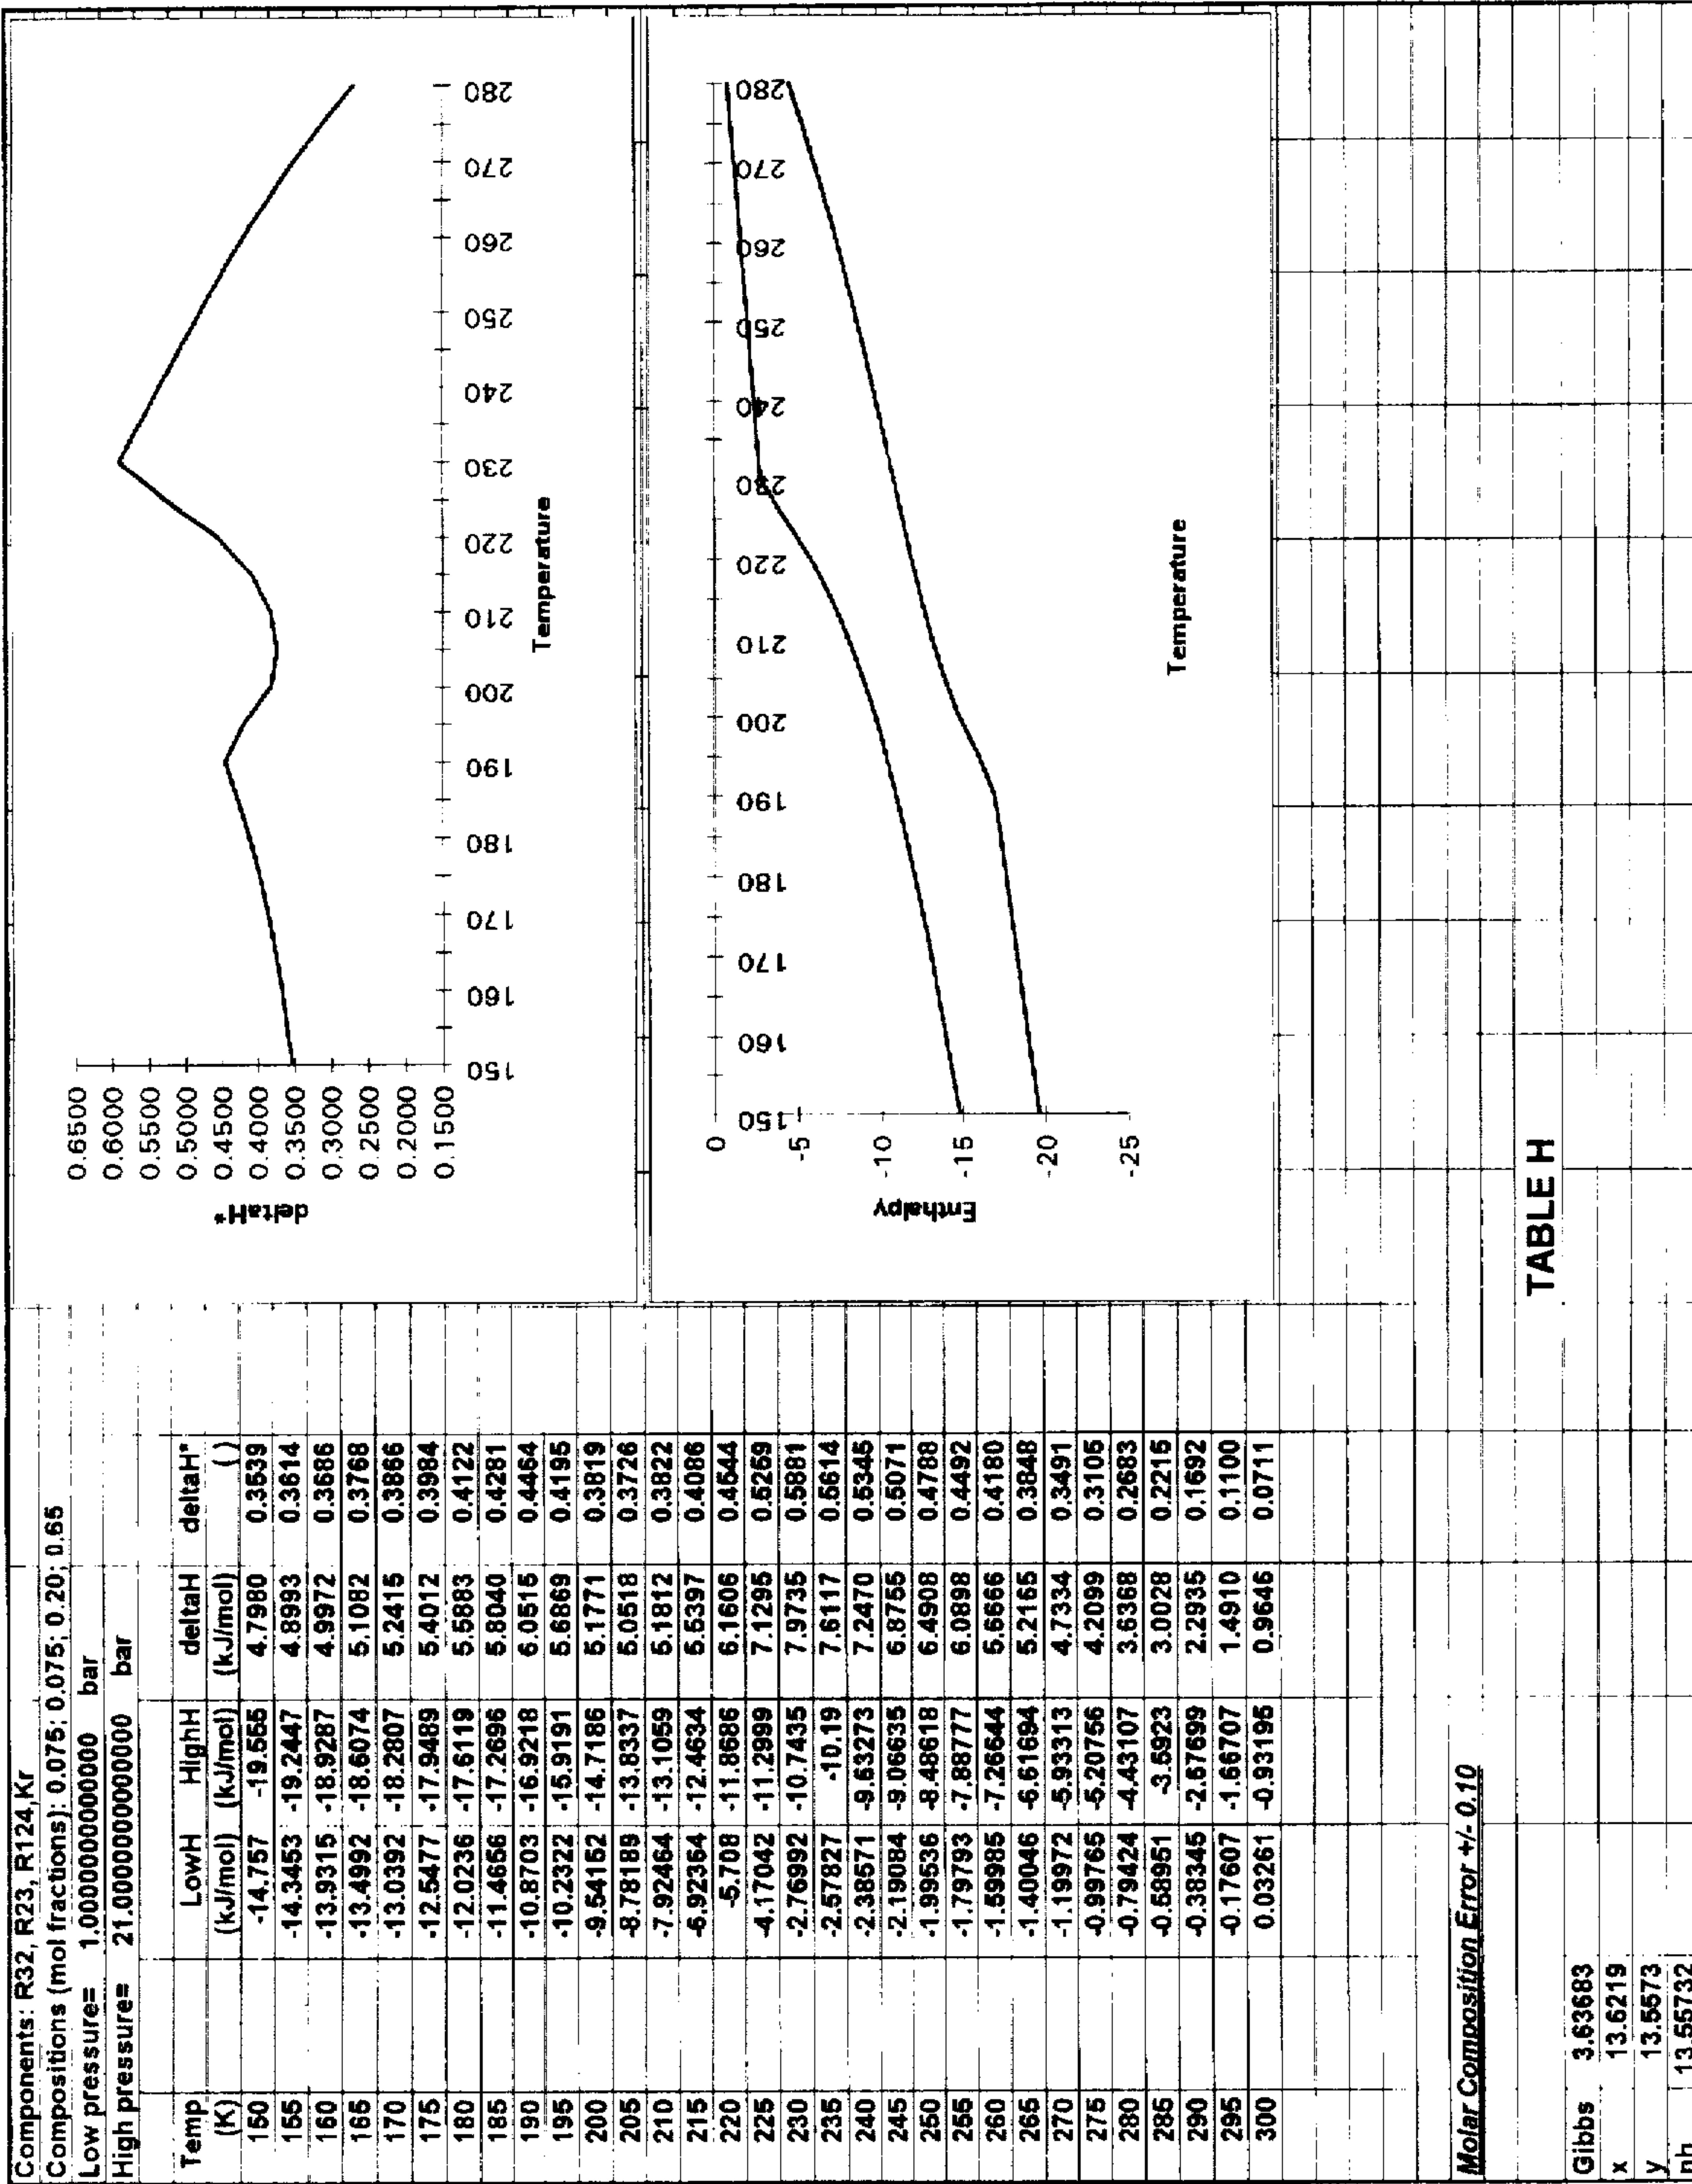 Components: R32, R23, R124,Kr
Compositions (mol fractions): 0.075; 0.075; 0.20; 0.65
Low pressure= 1.00000000000000 bar
High pressure= 21.00000000000000 bar
Temp LowH HighH deltaH deltaH*
(K) (kJ/mol) (kJ/mol) (kJ/mol) ( )
150 -14.757 -19.555 4.7980 0.3539
155 -14.3453 -19.2447 4.8993 0.3614
160 -13.9315 -18.9287 4.9972 0.3686
165 -13.4992 -18.6074 5.1082 0.3768
170 -13.0392 -18.2807 5.2415 0.3866
175 -12.5477 -17.9489 5.4012 0.3984
180 -12.0236 -17.6119 5.5883 0.4122
185 -11.4656 -17.2696 5.8040 0.4281
190 -10.8703 -16.9218 6.0515 0.4464
195 -10.2322 -15.9191 5.6869 0.4195
200 -9.54152 -14.7186 5.1771 0.3819
205 -8.78189 -13.8337 5.0518 0.3726
210 -7.92464 -13.1059 5.1812 0.3822
215 -6.92364 -12.4634 5.5397 0.4086
220 -5.708 -11.8686 6.1606 0.4544
225 -4.17042 -11.2999 7.1295 0.5259
230 -2.76992 -10.7435 7.9735 0.5881
235 -2.57827 -10.19 7.6117 0.5614
240 -2.38571 -9.63273 7.2470 0.5345
245 -2.19084 -9.06635 6.8755 0.5071
250 -1.99536 -8.48618 6.4908 0.4788
255 -1.79793 -7.88777 6.0898 0.4492
260 -1.59985 -7.26644 5.6666 0.4180
265 -1.40046 -6.61694 5.2165 0.3848
270 -1.19972 -5.93313 4.7334 0.3491
275 -0.99765 -5.20756 4.2099 0.3105
280 -0.79424 -4.43107 3.6368 0.2683
285 -0.58951 -3.5923 3.0028 0.2215
290 -0.38345 -2.67699 2.2935 0.1692
295 -0.17607 -1.66707 1.4910 0.1100
300 0.03261 -0.93195 0.9646 0.0711
Molar Composition Error +/- 0.10
Gibbs 3.63683
x 13.6219
y 13.5573
nh 13.55732
deltaH*
0.6500
0.6000
0.5500
0.5000
0.4500
0.4000
0.3500
0.3000
0.2500
0.2000
0.1500
150 160 170 180 190 200 210 220 230 240 250 260 270 280
Temperature
Enthalpy
0
-5
-10
-15
-20
-25
150 160 170 180 190 200 210 220 230 240 250 260 270 280
Temperature
TABLE H